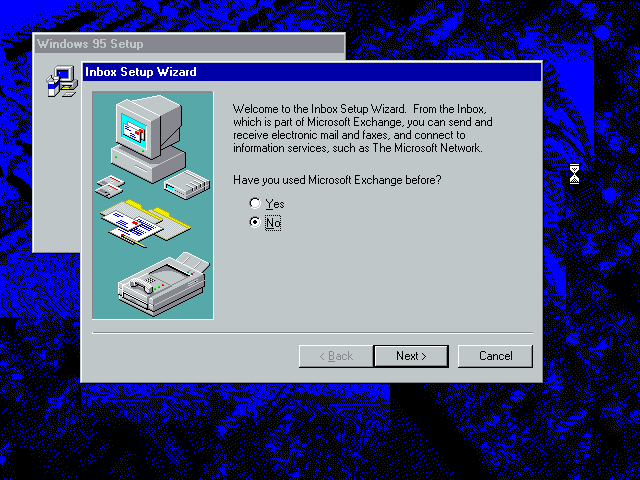 Windows 95 Setup
Inbox Setup Wizard
Welcome to the Inbox Setup Wizard. From the Inbox,
which is part of Microsoft Exchange, you can send and
receive electronic mail and faxes, and connect to
information services, such as The Microsoft Network.
Have you used Microsoft Exchange before?
Yes
No
< Back
Next >
Cancel